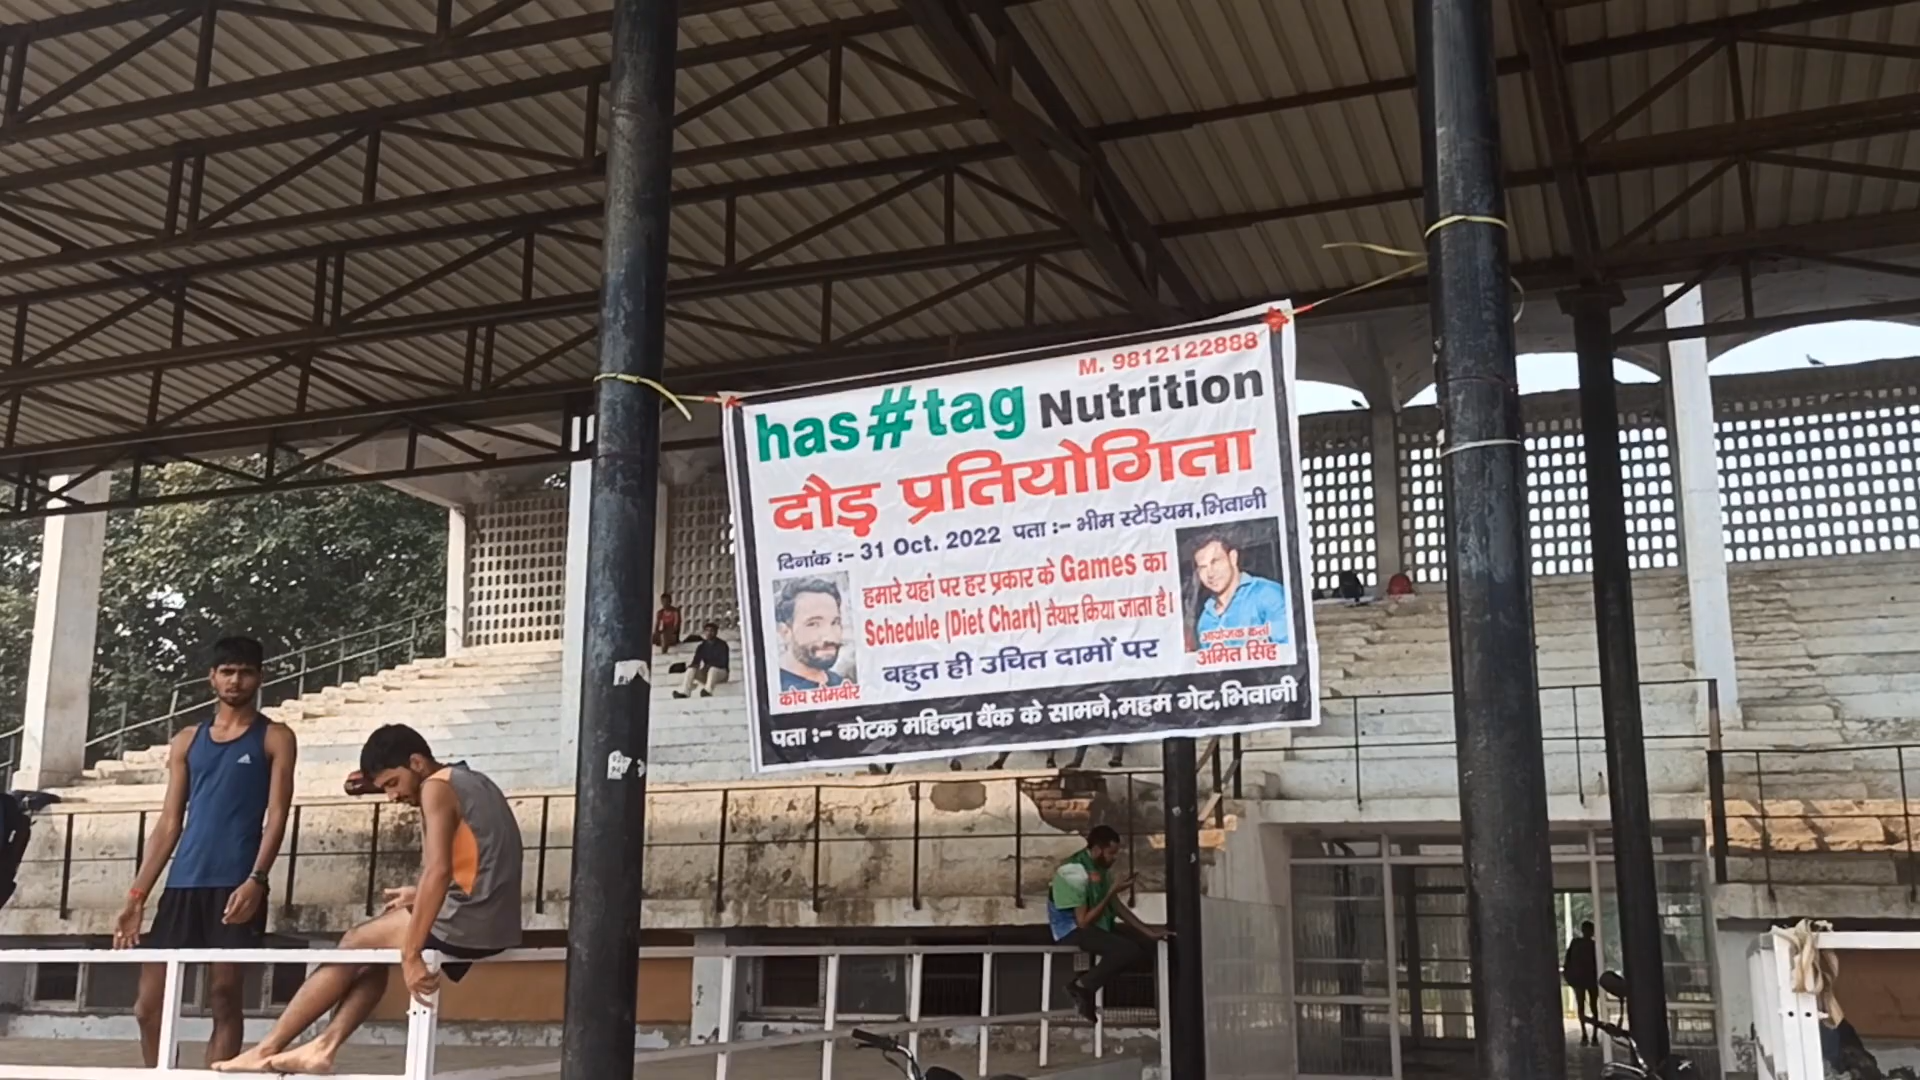 M. 9812122888
has#tag Nutrition
दौड़ प्रतियोगिता
दिनांक :- 31 Oct. 2022 पता :- भीम स्टेडियम,भिवानी
हमारे यहां पर हर प्रकार के Games का
Schedule (Diet Chart) तैयार किया जाता है।
बहुत ही उचित दामों पर
कोच सोमबीर
आयोजक कर्ता
अमित सिंह
पता :- कोटक महिन्द्रा बैंक के सामने,महम गेट,भिवानी